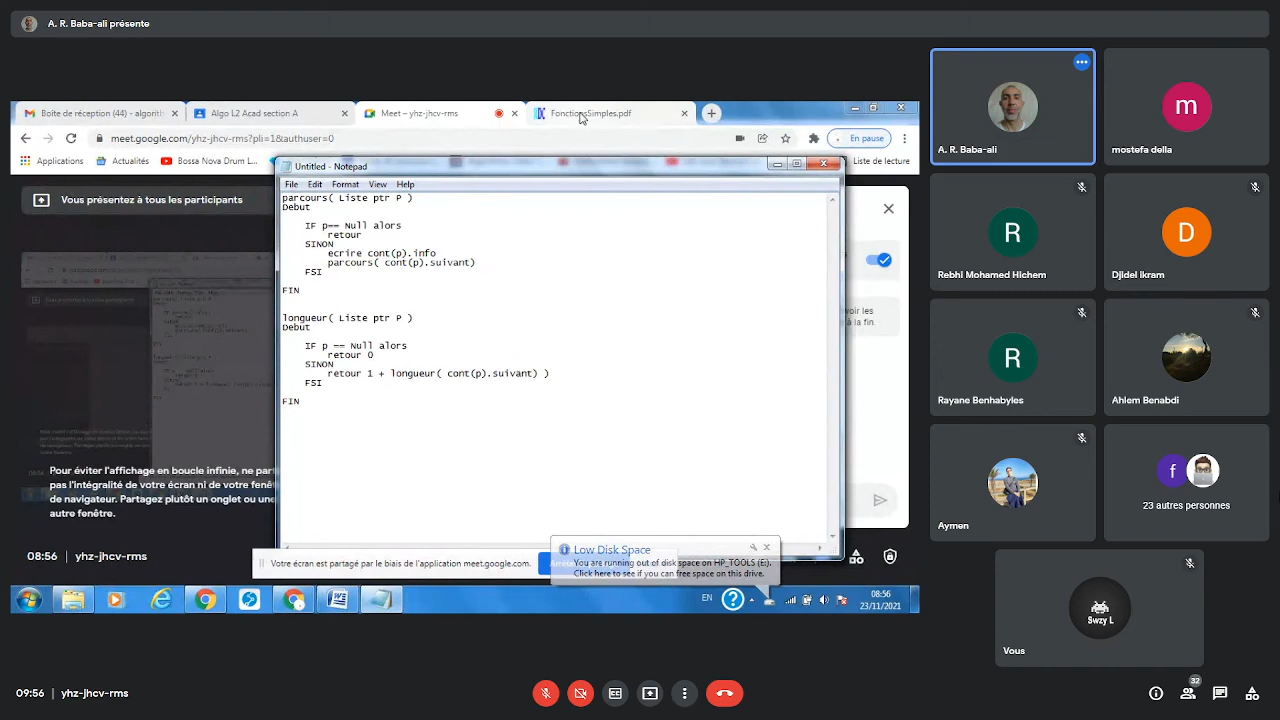 A. R. Baba-ali présente
Boîte de réception (44) - algorith
Algo L2 Acad section A
Meet – yhz-jhcv-rms
FonctionsSimples.pdf
meet.google.com/yhz-jhcv-rms?pli=1&authuser=0
En pause
Applications
Actualités
Bossa Nova Drum L...
Liste de lecture
Untitled - Notepad
Vous présentez à tous les participants
File Edit Format View Help
parcours( Liste ptr P )
Debut
IF p== Null alors
retour
SINON
ecrire cont(p).info
parcours( cont(p).suivant)
FSI
FIN
longueur( Liste ptr P )
Debut
IF p == Null alors
retour 0
SINON
retour 1 + longueur( cont(p).suivant) )
FSI
FIN
voir les
à la fin.
Pour éviter l'affichage en boucle infinie, ne par
pas l'intégralité de votre écran ni de votre fenê
de navigateur. Partagez plutôt un onglet ou une
autre fenêtre.
08:56 | yhz-jhcv-rms
Votre écran est partagé par le biais de l'application meet.google.com.
Low Disk Space
You are running out of disk space on HP_TOOLS (E:).
Click here to see if you can free space on this drive.
EN
08:56
23/11/2021
A. R. Baba-ali
m
mostefa della
R
Rebhi Mohamed Hichem
D
Djidel Ikram
R
Rayane Benhabyles
Ahlem Benabdi
Aymen
f
23 autres personnes
Swzy L
Vous
09:56 | yhz-jhcv-rms
32